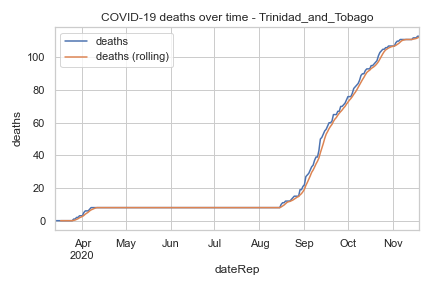 COVID-19 deaths over time - Trinidad_and_Tobago
deaths
deaths (rolling)
100
80
60
40
20
0
deaths
Apr May Jun Jul Aug Sep Oct Nov
2020
dateRep